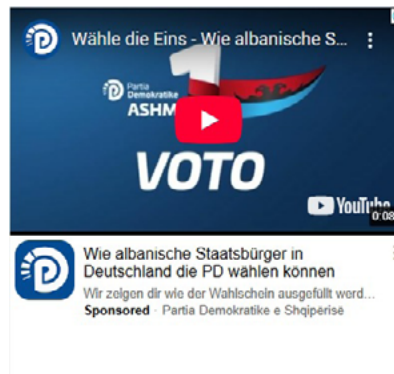 Wähle die Eins - Wie albanische S...
1
Partia
Demokratike
ASHM
VOTO
YouTube
0:08
Wie albanische Staatsbürger in
Deutschland die PD wählen können
Wir zeigen dir wie der Wahlschein ausgefüllt werd...
Sponsored · Partia Demokratike e Shqiperise